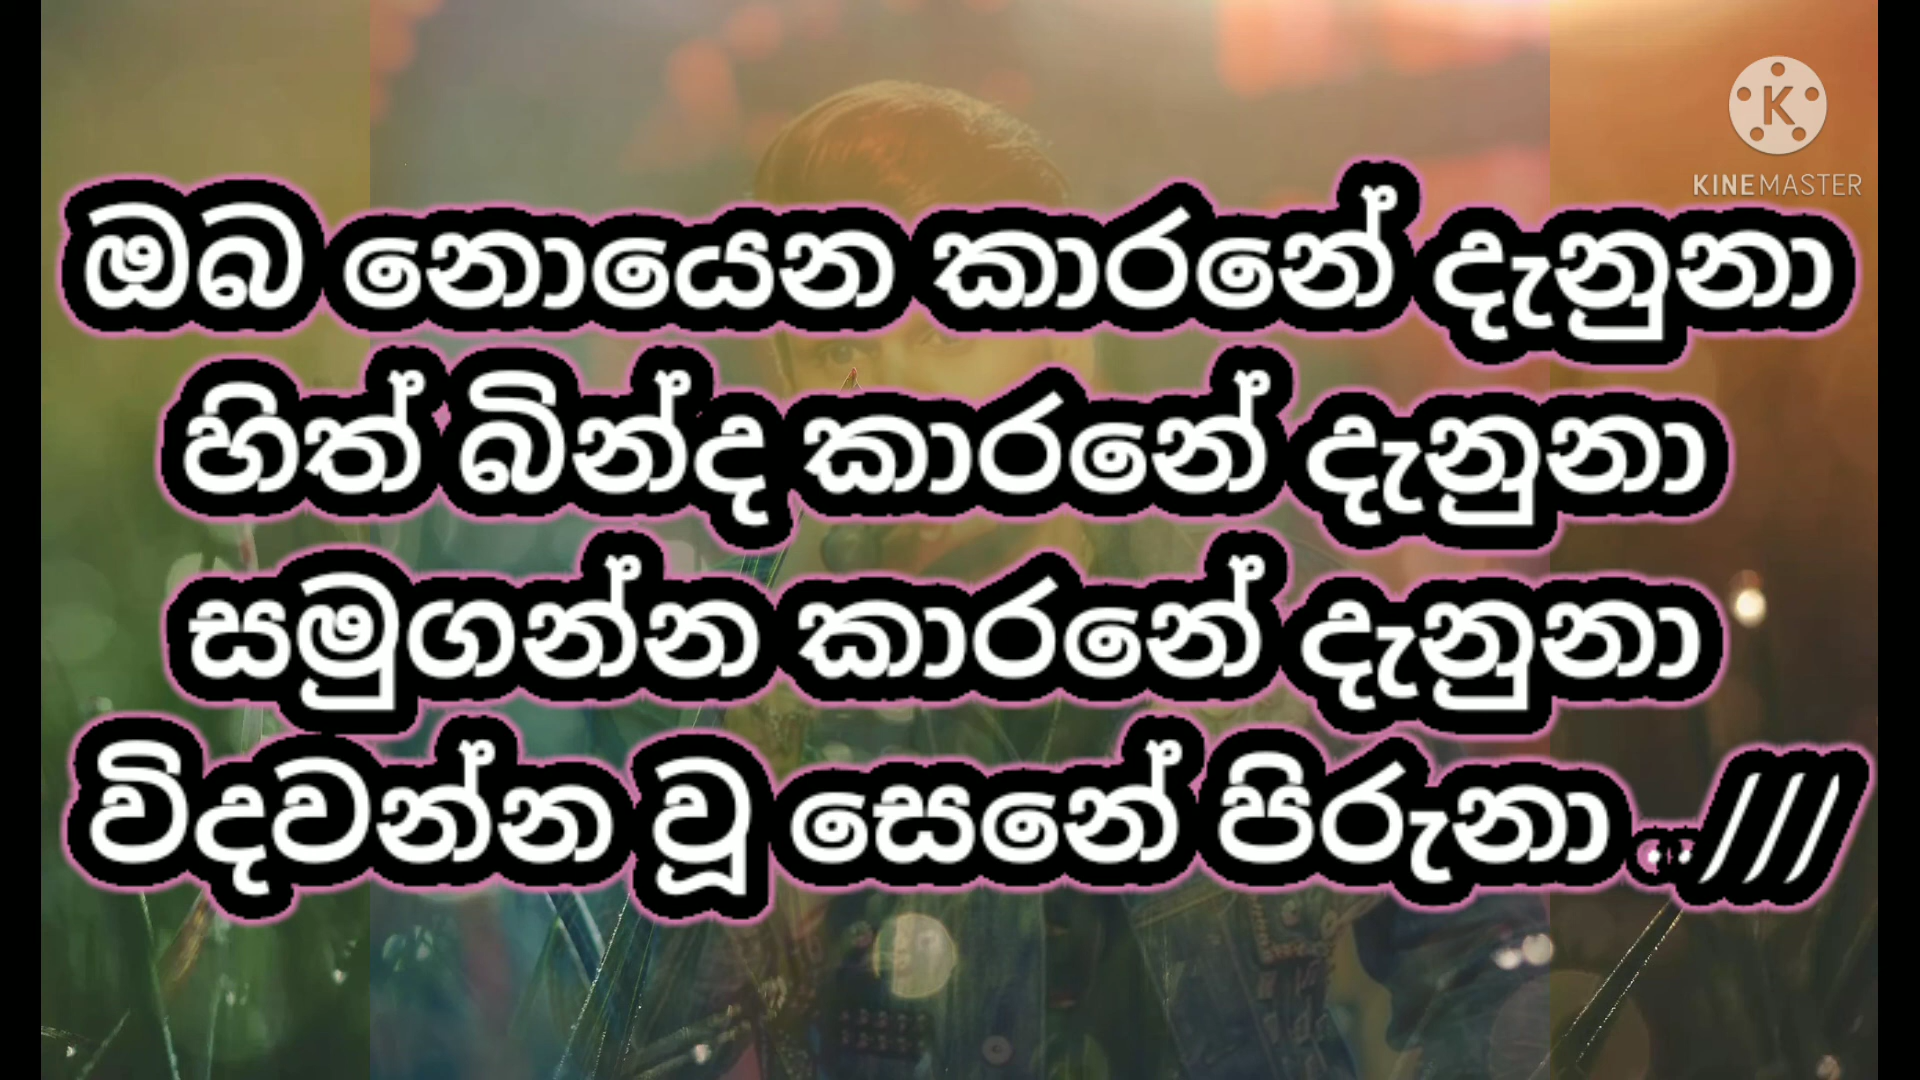 KINEMASTER
ඔබ නොයෙන කාරනේ දැනුනා
හිත් බින්ද කාරනේ දැනුනා
සමුගන්න කාරනේ දැනුනා
විදවන්න වූ සෙනේ පිරුනා ..///